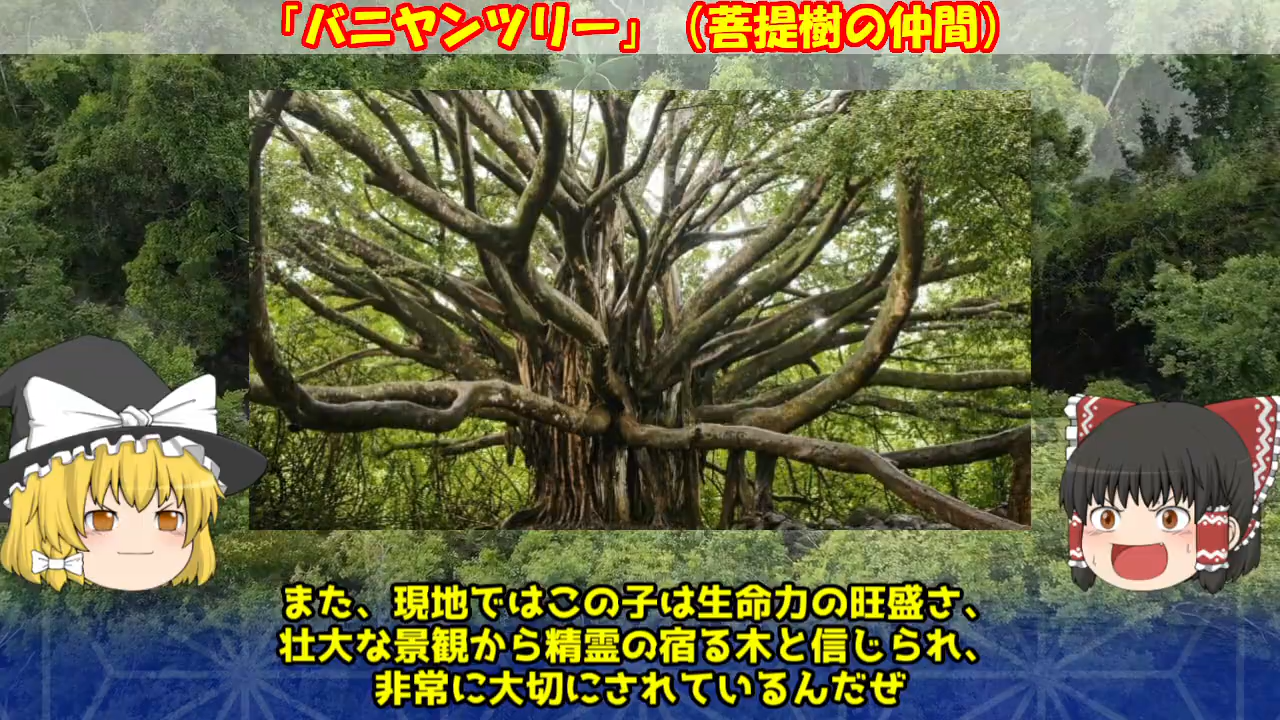 「バニヤンツリー」（菩提樹の仲間）
また、現地ではこの子は生命力の旺盛さ、
壮大な景観から精霊の宿る木と信じられ、
非常に大切にされているんだぜ